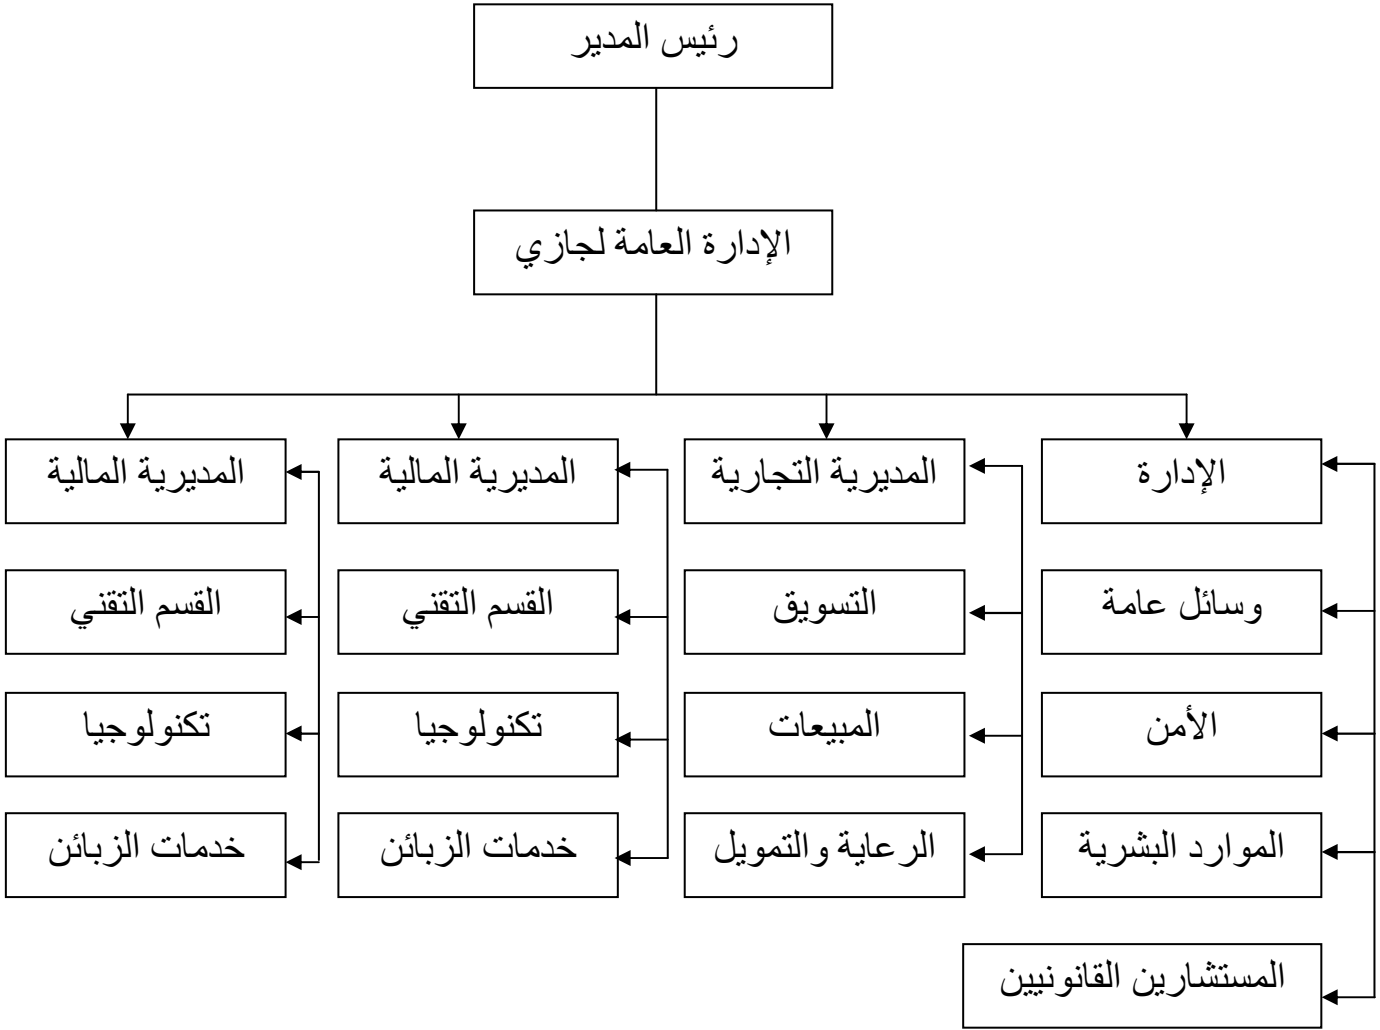 رئيس المدير
الإدارة العامة لجازي
الإدارة
المديرية التجارية
المديرية المالية
المديرية المالية
وسائل عامة
التسويق
القسم التقني
القسم التقني
الأمن
المبيعات
تكنولوجيا
تكنولوجيا
الموارد البشرية
الرعاية والتمويل
خدمات الزبائن
خدمات الزبائن
المستشارين القانونيين